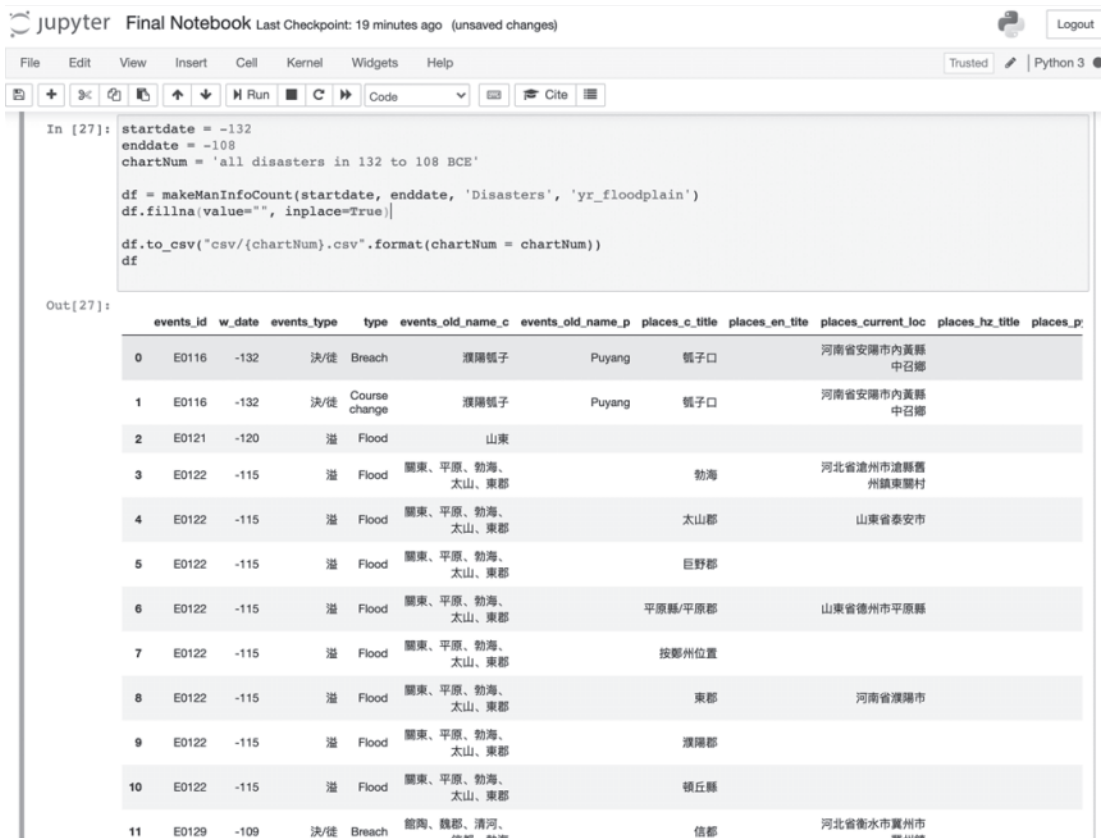 jupyter Final Notebook Last Checkpoint: 19 minutes ago (unsaved changes)
Logout
File Edit View Insert Cell Kernel Widgets Help
Trusted Python 3
Run Code Cite
In [27]: startdate = -132
enddate = -108
chartNum = 'all disasters in 132 to 108 BCE'
df = makeManInfoCount(startdate, enddate, 'Disasters', 'yr_floodplain')
df.fillna(value="", inplace=True)
df.to_csv("csv/{chartNum}.csv".format(chartNum = chartNum))
df
Out[27]:
events_id w_date events_type type events_old_name_c events_old_name_p places_c_title places_en_tite places_current_loc places_hz_title
0 E0116 -132 決/徙 Breach 濮陽瓠子 Puyang 瓠子口 河南省安陽市內黃縣
中召鄉
1 E0116 -132 決/徙 Course change 濮陽瓠子 Puyang 瓠子口 河南省安陽市內黃縣
中召鄉
2 E0121 -120 溢 Flood 山東
3 E0122 -115 溢 Flood 關東、平原、勃海、 勃海 河北省滄州市滄縣舊
太山、東郡 州鎮東關村
4 E0122 -115 溢 Flood 關東、平原、勃海、 太山郡 山東省泰安市
太山、東郡
5 E0122 -115 溢 Flood 關東、平原、勃海、 巨野郡
太山、東郡
6 E0122 -115 溢 Flood 關東、平原、勃海、 平原縣/平原郡 山東省德州市平原縣
太山、東郡
7 E0122 -115 溢 Flood 關東、平原、勃海、 按鄭州位置
太山、東郡
8 E0122 -115 溢 Flood 關東、平原、勃海、 東郡 河南省濮陽市
太山、東郡
9 E0122 -115 溢 Flood 關東、平原、勃海、 濮陽郡
太山、東郡
10 E0122 -115 溢 Flood 關東、平原、勃海、 頓丘縣
太山、東郡
11 E0129 -109 決/徙 Breach 館陶、魏郡、清河、 信都 河北省衡水市冀州市